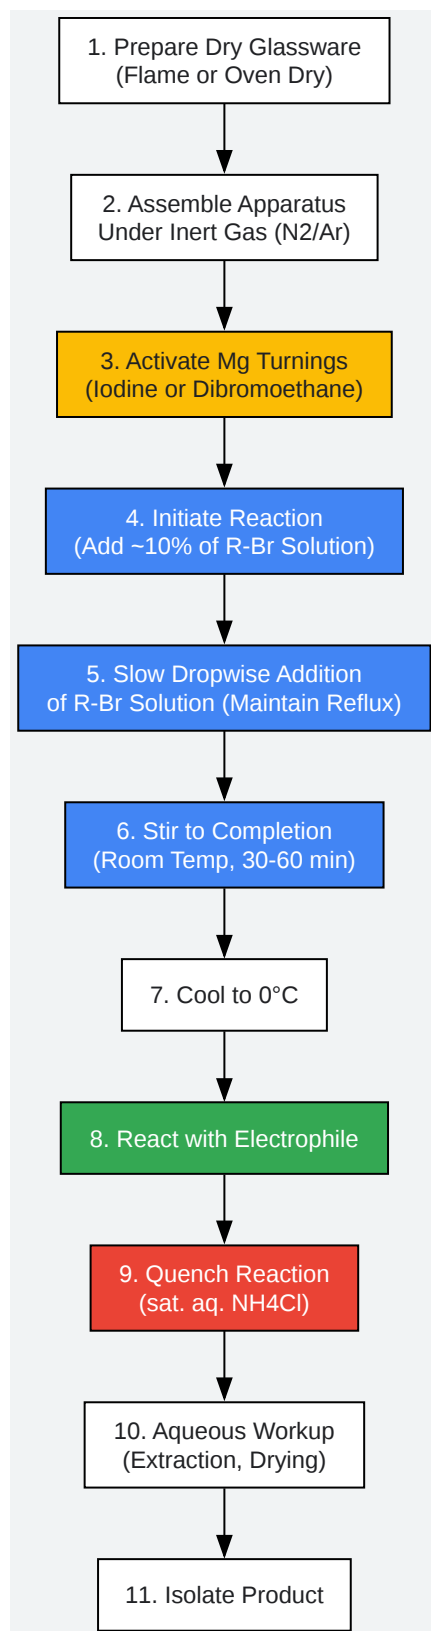 1. Prepare Dry Glassware
(Flame or Oven Dry)
2. Assemble Apparatus
Under Inert Gas (N2/Ar)
3. Activate Mg Turnings
(Iodine or Dibromoethane)
4. Initiate Reaction
(Add ~10% of R-Br Solution)
5. Slow Dropwise Addition
of R-Br Solution (Maintain Reflux)
6. Stir to Completion
(Room Temp, 30-60 min)
7. Cool to 0°C
8. React with Electrophile
9. Quench Reaction
(sat. aq. NH4Cl)
10. Aqueous Workup
(Extraction, Drying)
11. Isolate Product